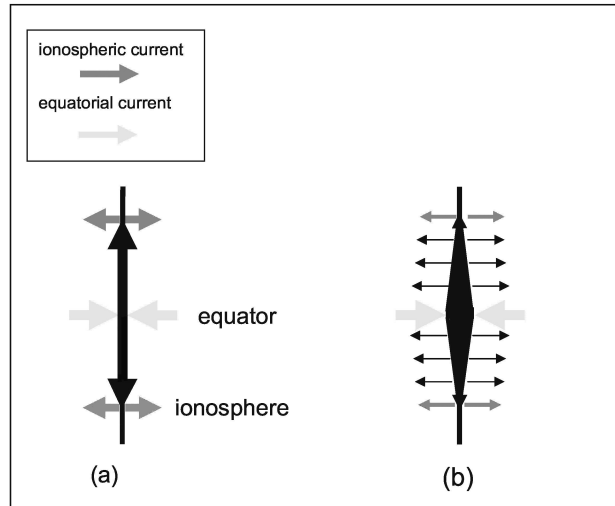 ionospheric current
equatorial current
equator
ionosphere
(a)
(b)